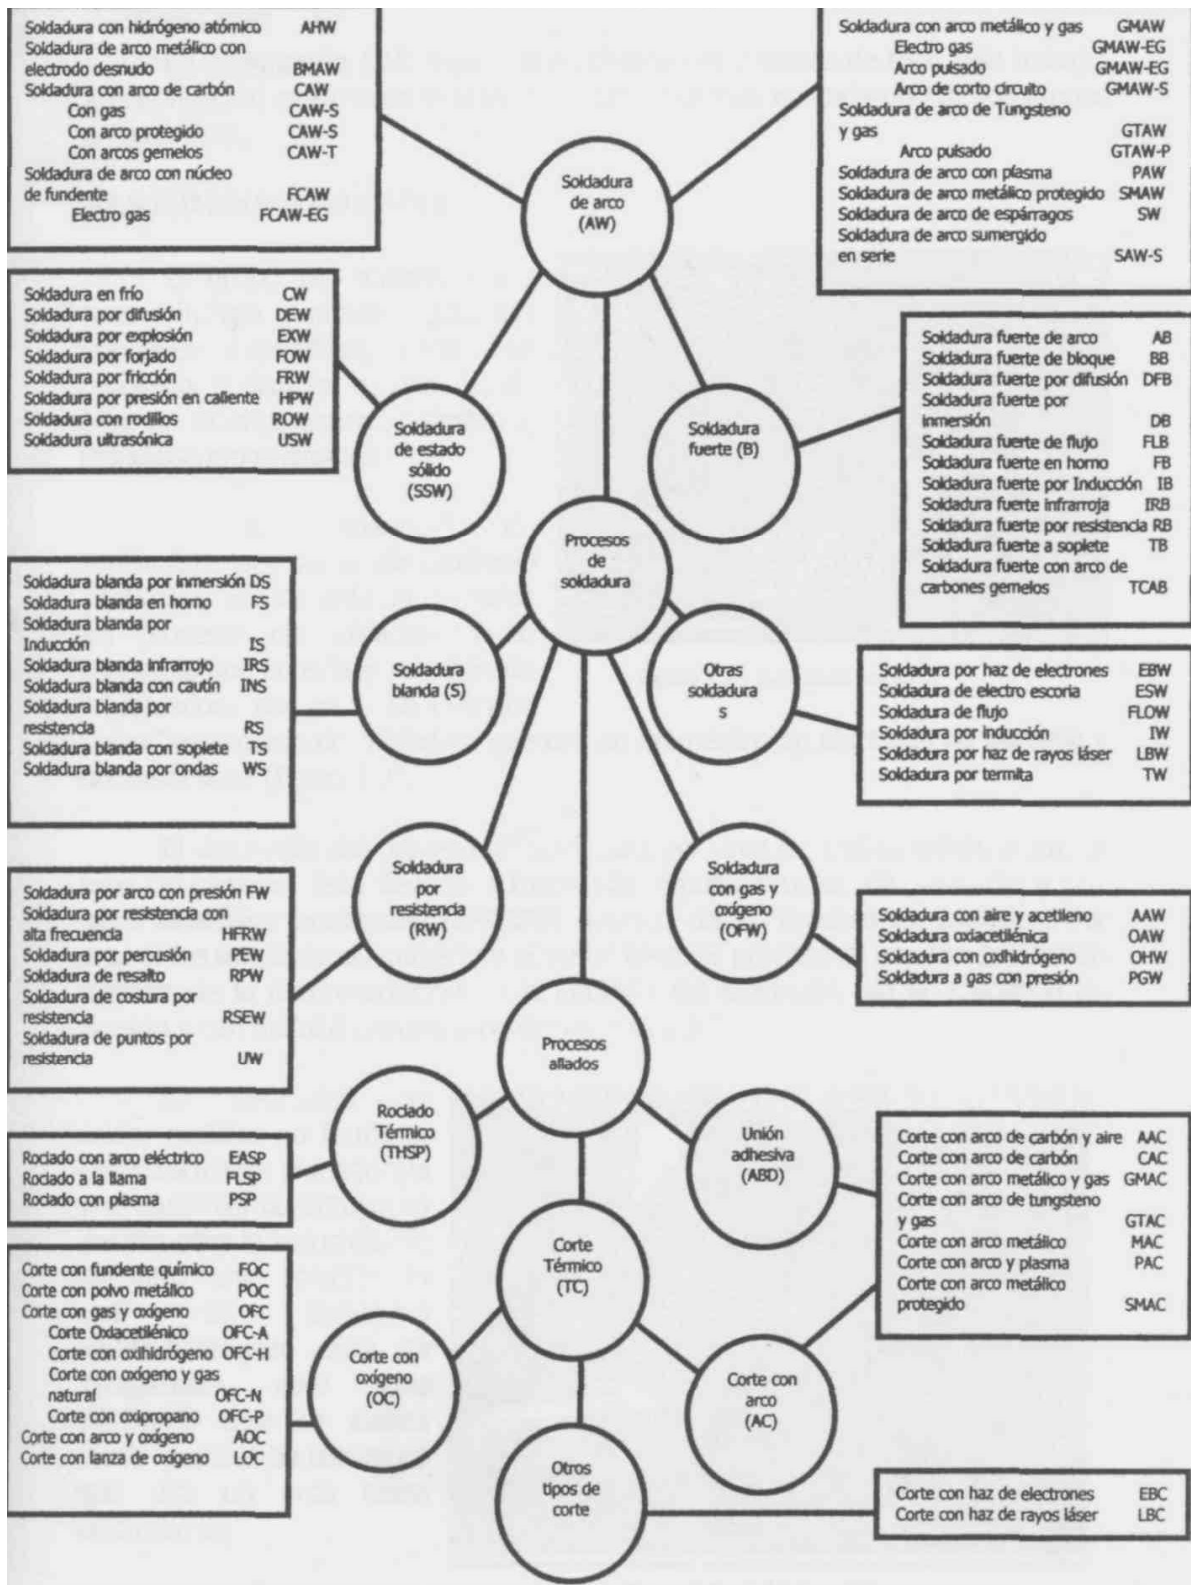 Soldadura con hidrógeno atómico AHW
Soldadura de arco metálico con
electrodo desnudo BMAW
Soldadura con arco de carbón CAW
Con gas CAW-S
Con arco protegido CAW-S
Con arcos gemelos CAW-T
Soldadura de arco con núcleo
de fundente FCAW
Electro gas FCAW-EG
Soldadura
de arco
(AW)
Soldadura con arco metálico y gas GMAW
Electro gas GMAW-EG
Arco pulsado GMAW-EG
Arco de corto circuito GMAW-S
Soldadura de arco de Tungsteno
y gas GTAW
Arco pulsado GTAW-P
Soldadura de arco con plasma PAW
Soldadura de arco metálico protegido SMAW
Soldadura de arco de espárragos SW
Soldadura de arco sumergido
en serie SAW-S
Soldadura en frío CW
Soldadura por difusión DEW
Soldadura por explosión EXW
Soldadura por forjado FOW
Soldadura por fricción FRW
Soldadura por presión en caliente HPW
Soldadura con rodillos ROW
Soldadura ultrasónica USW
Soldadura
de estado
sólido
(SSW)
Soldadura
fuerte (B)
Soldadura fuerte de arco AB
Soldadura fuerte de bloque BB
Soldadura fuerte por difusión DFB
Soldadura fuerte por
inmersión DB
Soldadura fuerte de flujo FLB
Soldadura fuerte en horno FB
Soldadura fuerte por Inducción IB
Soldadura fuerte infrarroja IRB
Soldadura fuerte por resistencia RB
Soldadura fuerte a soplete TB
Soldadura fuerte con arco de
carbones gemelos TCAB
Procesos
de
soldadura
Soldadura blanda por inmersión DS
Soldadura blanda en horno FS
Soldadura blanda por
Inducción IS
Soldadura blanda infrarrojo IRS
Soldadura blanda con cautín INS
Soldadura blanda por
resistencia RS
Soldadura blanda con soplete TS
Soldadura blanda por ondas WS
Soldadura
blanda (S)
Otras
soldadura
s
Soldadura por haz de electrones EBW
Soldadura de electro escoria ESW
Soldadura de flujo FLOW
Soldadura por inducción IW
Soldadura por haz de rayos láser LBW
Soldadura por termita TW
Soldadura por arco con presión FW
Soldadura por resistencia con
alta frecuencia HFRW
Soldadura por percusión PEW
Soldadura de resalto RPW
Soldadura de costura por
resistencia RSEW
Soldadura de puntos por
resistencia UW
Soldadura
por
resistencia
(RW)
Soldadura
con gas y
oxígeno
(OFW)
Soldadura con aire y acetileno AAW
Soldadura oxiacetilénica OAW
Soldadura con oxihidrógeno OHW
Soldadura a gas con presión PGW
Procesos
aliados
Rociado
Térmico
(THSP)
Unión
adhesiva
(ABD)
Rociado con arco eléctrico EASP
Rociado a la llama FLSP
Rociado con plasma PSP
Corte con arco de carbón y aire AAC
Corte con arco de carbón CAC
Corte con arco metálico y gas GMAC
Corte con arco de tungsteno
y gas GTAC
Corte con arco metálico MAC
Corte con arco y plasma PAC
Corte con arco metálico
protegido SMAC
Corte
Térmico
(TC)
Corte con fundente químico FOC
Corte con polvo metálico POC
Corte con gas y oxígeno OFC
Corte Oxiacetilénico OFC-A
Corte con oxihidrógeno OFC-H
Corte con oxígeno y gas
natural OFC-N
Corte con oxipropano OFC-P
Corte con arco y oxígeno AOC
Corte con lanza de oxígeno LOC
Corte con
oxígeno
(OC)
Corte con
arco
(AC)
Otros
tipos de
corte
Corte con haz de electrones EBC
Corte con haz de rayos láser LBC